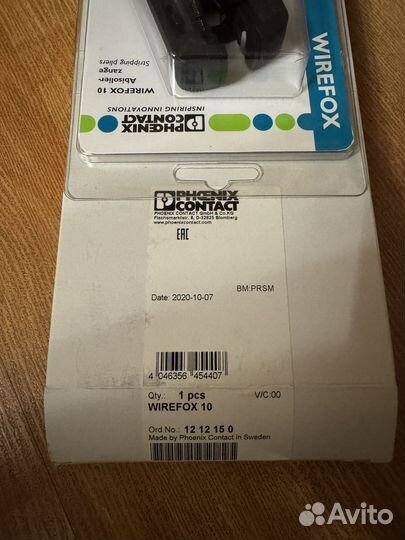 WIREFOX
Stripping pliers
Abisolier-
zange
WIREFOX 10
INSPIRING INNOVATIONS
PHŒNIX
CONTACT
PHŒNIX
CONTACT
PHOENIX CONTACT GmbH & Co.KG
Flachsmarktstr. 8, D-32825 Blomberg
www.phoenixcontact.com
EAC
BM:PRSM
Date: 2020-10-07
4 046356 454407
Qty.: 1 pcs V/C:00
WIREFOX 10
Ord.No.: 12 12 15 0
Made by Phoenix Contact in Sweden
Avito